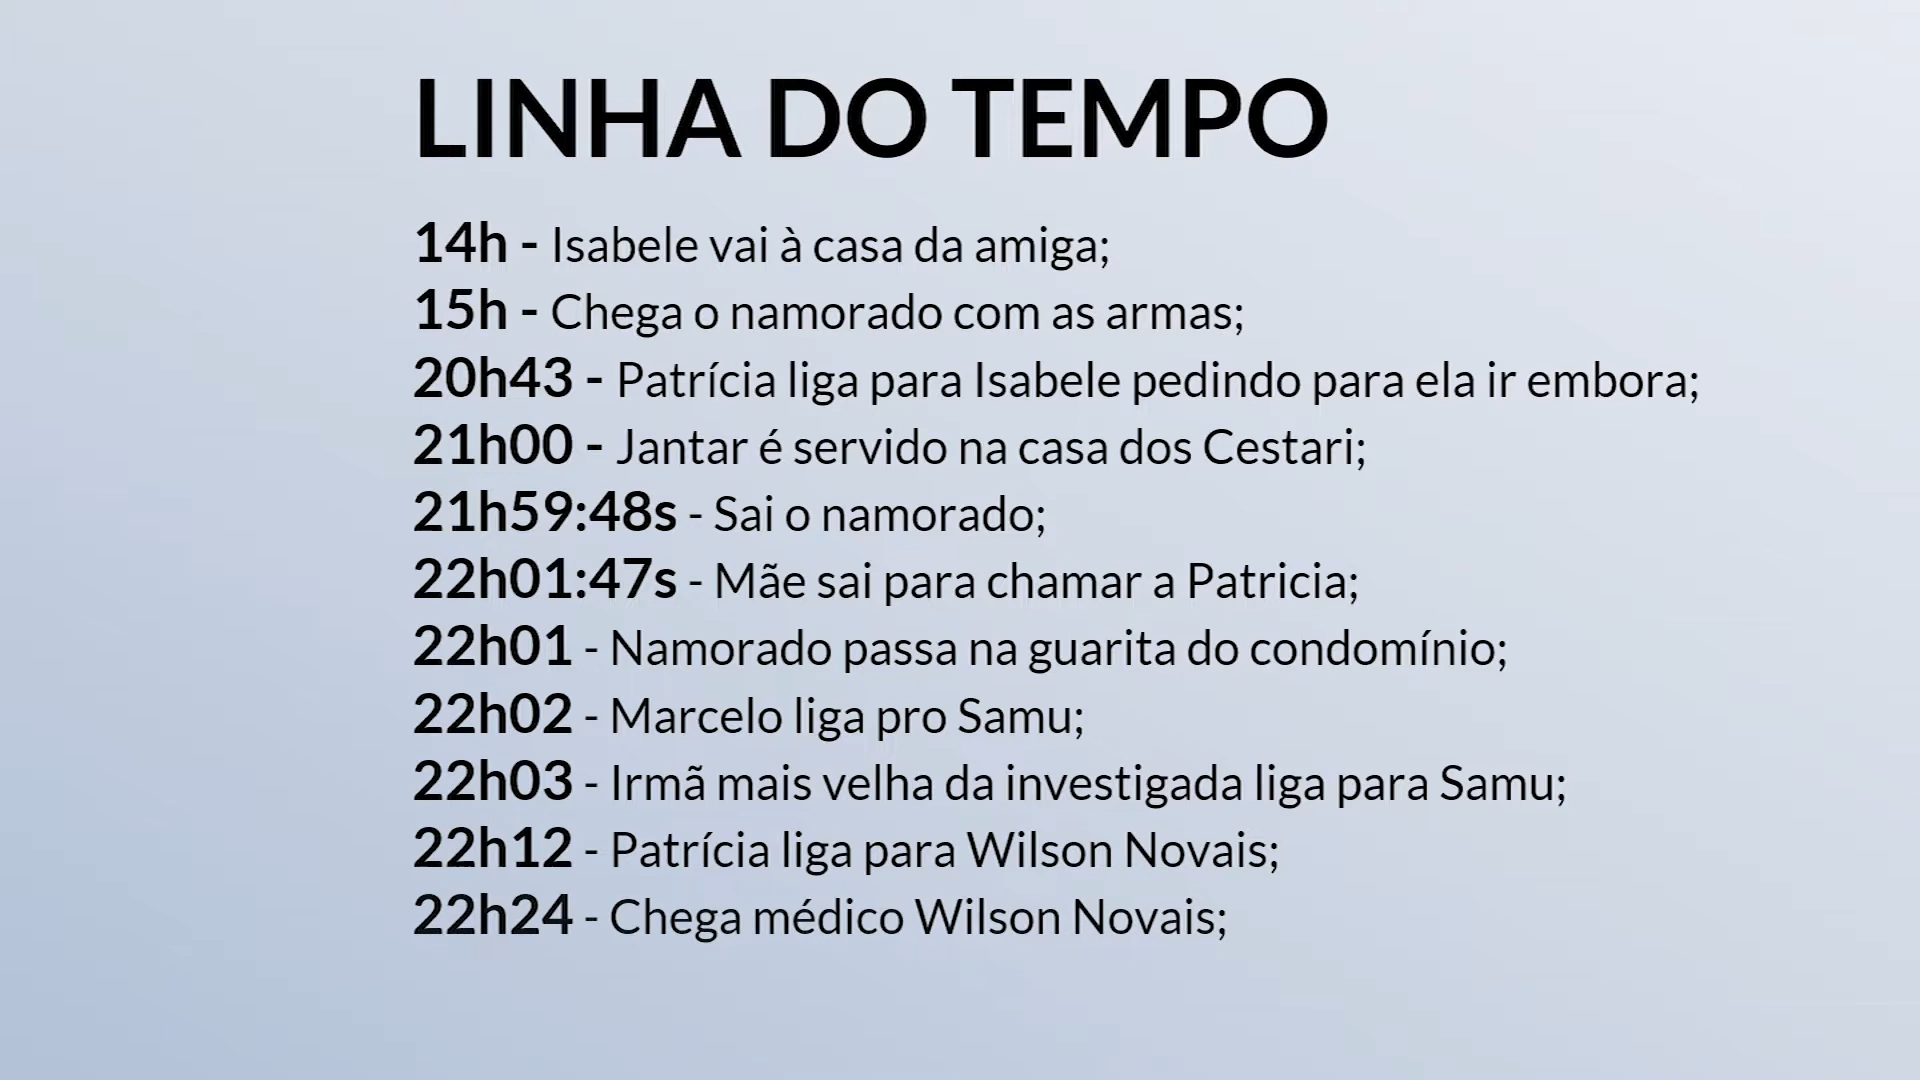 LINHA DO TEMPO
14h - Isabele vai à casa da amiga;
15h - Chega o namorado com as armas;
20h43 - Patrícia liga para Isabele pedindo para ela ir embora;
21h00 - Jantar é servido na casa dos Cestari;
21h59:48s - Sai o namorado;
22h01:47s - Mãe sai para chamar a Patricia;
22h01 - Namorado passa na guarita do condomínio;
22h02 - Marcelo liga pro Samu;
22h03 - Irmã mais velha da investigada liga para Samu;
22h12 - Patrícia liga para Wilson Novais;
22h24 - Chega médico Wilson Novais;